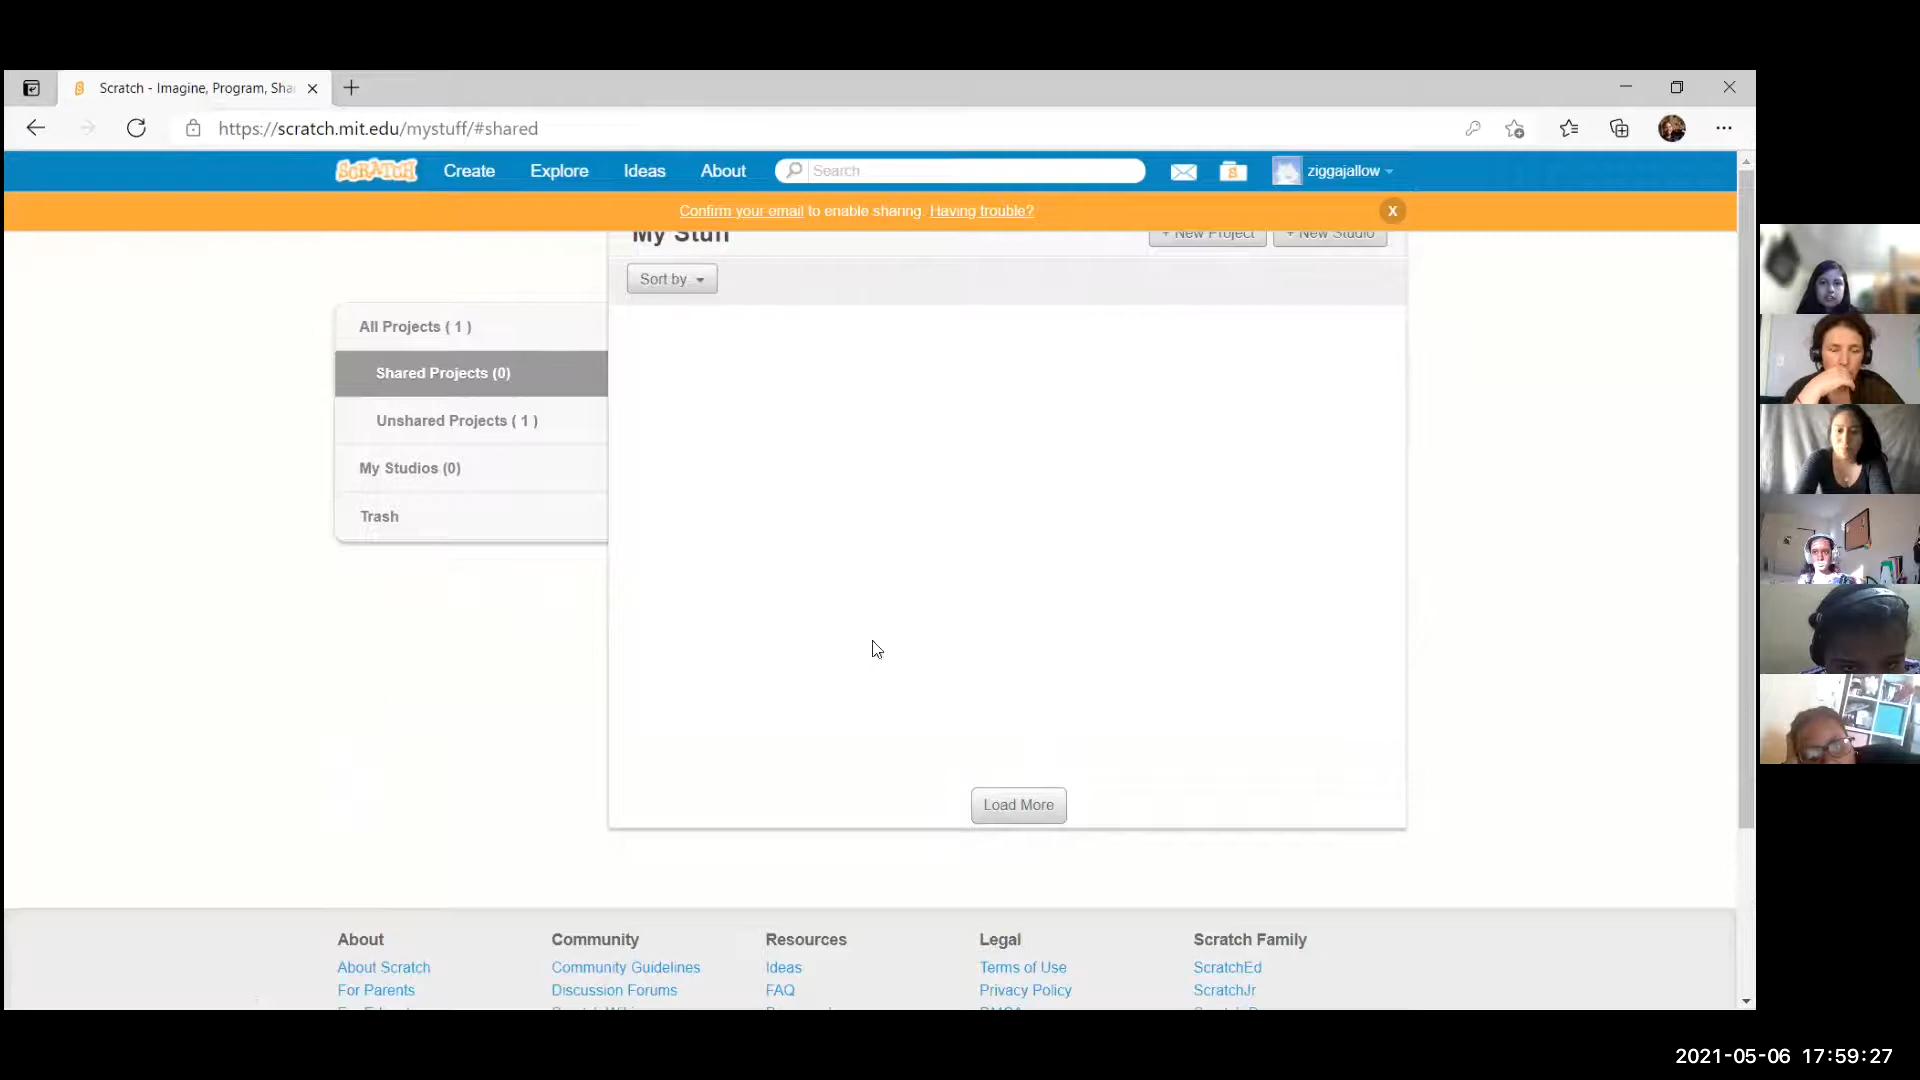 Scratch - Imagine, Program, Sha
https://scratch.mit.edu/mystuff/#shared
SCRATCH
Create
Explore
Ideas
About
Search
ziggajallow
Confirm your email to enable sharing. Having trouble?
X
My Stuff
+ New Project
+ New Studio
Sort by
All Projects ( 1 )
Shared Projects (0)
Unshared Projects ( 1 )
My Studios (0)
Trash
Load More
About
Community
Resources
Legal
Scratch Family
About Scratch
Community Guidelines
Ideas
Terms of Use
ScratchEd
For Parents
Discussion Forums
FAQ
Privacy Policy
ScratchJr
2021-05-06 17:59:27